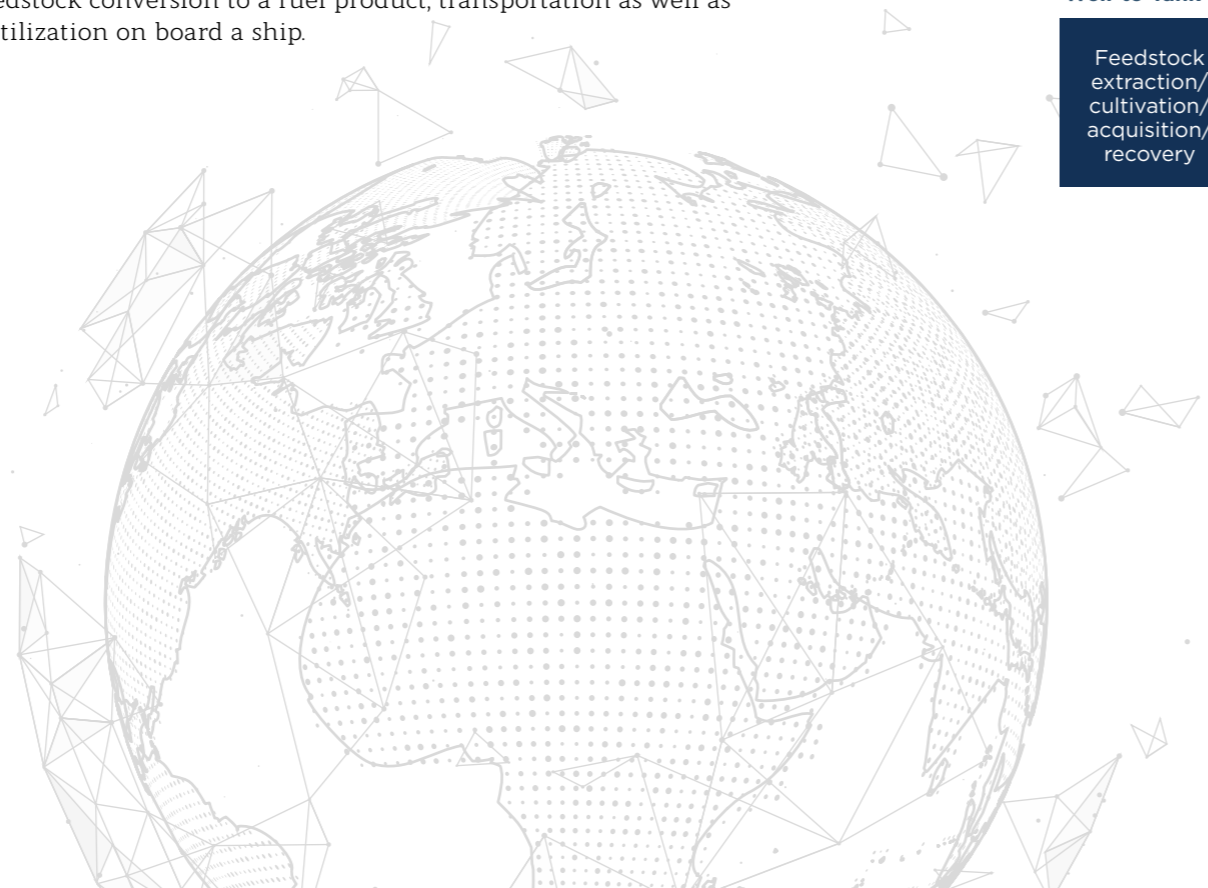 edstock conversion to a fuel product, transportation as well as
tilization on board a ship.
Feedstock
extraction/
cultivation/
acquisition/
recovery